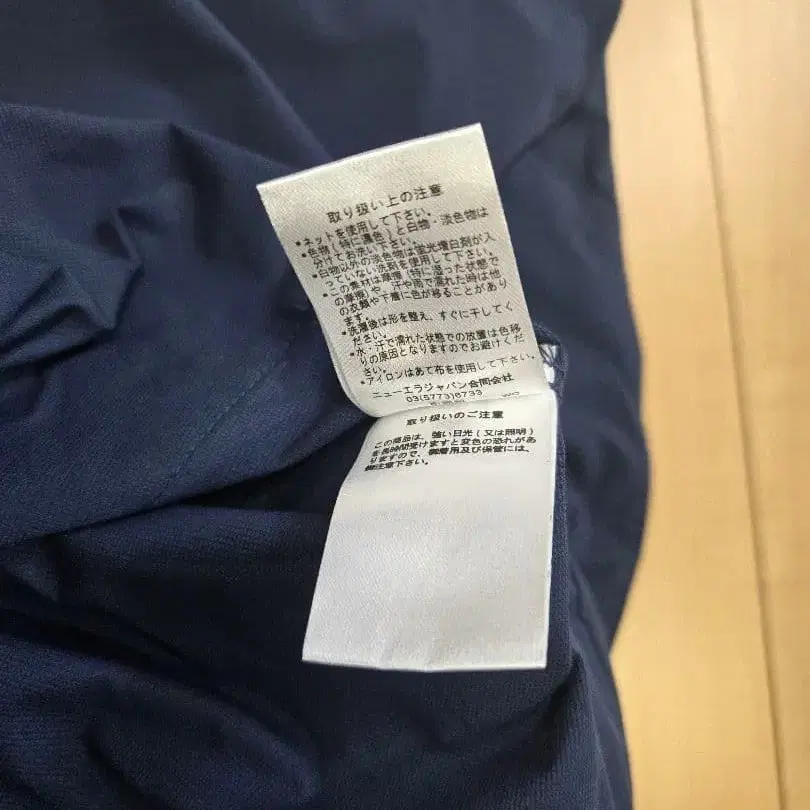 取り扱い上の注意
•ネットを使用して下さい。
•色物(特に濃色)と白物・淡色物は
分けてお洗い下さい。
•白物以外の淡色物は蛍光増白剤が入
っていない洗剤を使用して下さい。
•この素材は摩擦(特に湿った状態で
の摩擦)や、汗や雨で濡れた時は他
の衣類や下着に色が移ることがあり
ます。
•洗濯後は形を整え、すぐに干してく
ださい。
•水・汗で濡れた状態での放置は色移
りの原因となりますのでお避けくだ
さい。
•アイロンはあて布を使用して下さい。
ニューエラジャパン合同会社
03(5773)6733
取り扱いのご注意
この商品は、強い日光(又は照明)
を長時間受けますと変色の恐れがあ
りますので、御着用及び保管には、
御注意下さい。